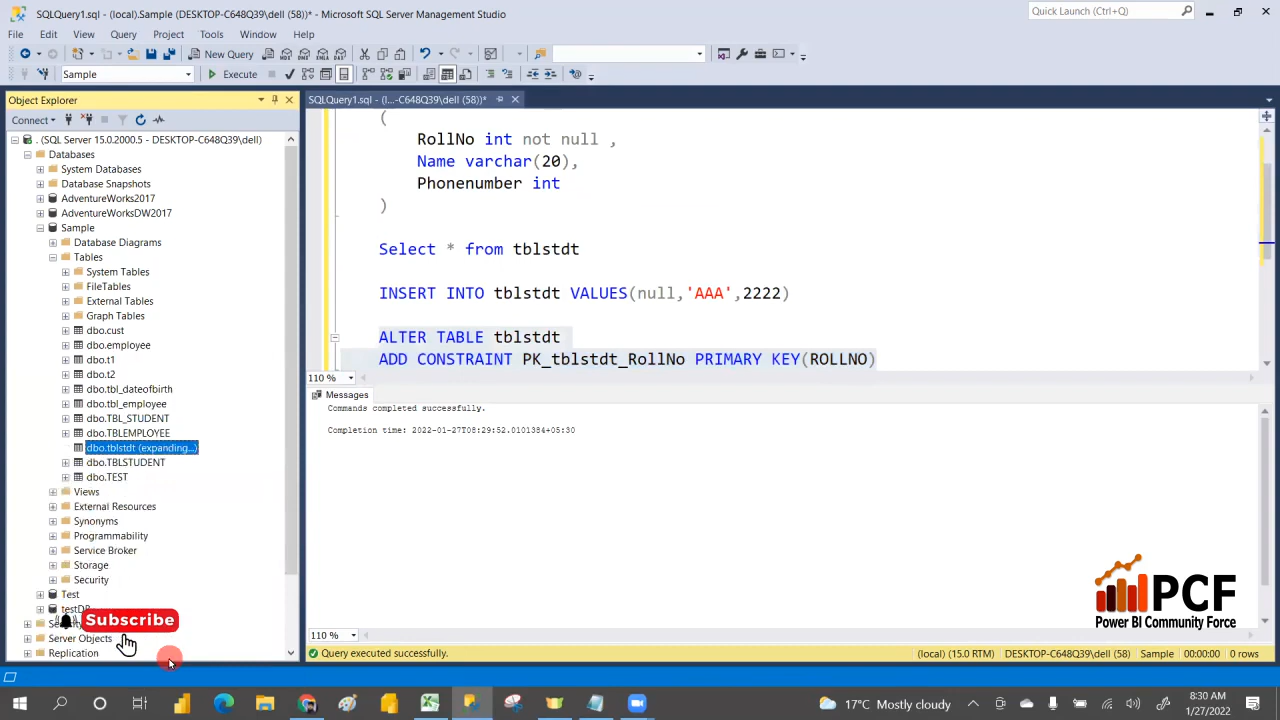 SQLQuery1.sql - (local).Sample (DESKTOP-C648Q39\dell (58))* - Microsoft SQL Server Management Studio
Quick Launch (Ctrl+Q)
File Edit View Query Project Tools Window Help
New Query
Sample
Execute
Object Explorer
SQLQuery1.sql - (l...-C648Q39\dell (58))*
Connect
. (SQL Server 15.0.2000.5 - DESKTOP-C648Q39\dell)
Databases
System Databases
Database Snapshots
AdventureWorks2017
AdventureWorksDW2017
Sample
Database Diagrams
Tables
System Tables
FileTables
External Tables
Graph Tables
dbo.cust
dbo.employee
dbo.t1
dbo.t2
dbo.tbl_dateofbirth
dbo.tbl_employee
dbo.TBL_STUDENT
dbo.TBLEMPLOYEE
dbo.tblstdt (expanding...)
dbo.TBLSTUDENT
dbo.TEST
Views
External Resources
Synonyms
Programmability
Service Broker
Storage
Security
Test
Subscribe
Server Objects
Replication
(
RollNo int not null ,
Name varchar(20),
Phonenumber int
)
Select * from tblstdt
INSERT INTO tblstdt VALUES(null,'AAA',2222)
ALTER TABLE tblstdt
ADD CONSTRAINT PK_tblstdt_RollNo PRIMARY KEY(ROLLNO)
110 %
Messages
Commands completed successfully.
Completion time: 2022-01-27T08:29:52.0101384+05:30
PCF
Power BI Community Force
110 %
Query executed successfully.
(local) (15.0 RTM)
DESKTOP-C648Q39\dell (58)
Sample
00:00:00
0 rows
17°C Mostly cloudy
8:30 AM
1/27/2022